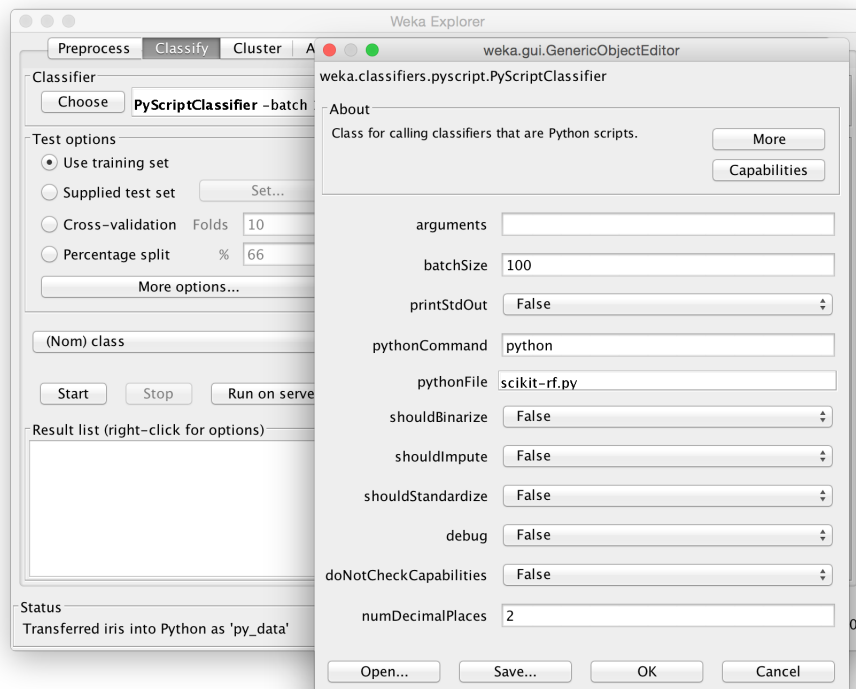 Weka Explorer
Preprocess Classify Cluster
Classifier
Choose PyScriptClassifier -batch
Test options
Use training set
Supplied test set Set...
Cross-validation Folds 10
Percentage split % 66
More options...
(Nom) class
Start Stop Run on serve
Result list (right-click for options)
Status
Transferred iris into Python as 'py_data'
weka.gui.GenericObjectEditor
weka.classifiers.pyscript.PyScriptClassifier
About
Class for calling classifiers that are Python scripts.
More
Capabilities
arguments
batchSize 100
printStdOut False
pythonCommand python
pythonFile scikit-rf.py
shouldBinarize False
shouldImpute False
shouldStandardize False
debug False
doNotCheckCapabilities False
numDecimalPlaces 2
Open... Save... OK Cancel